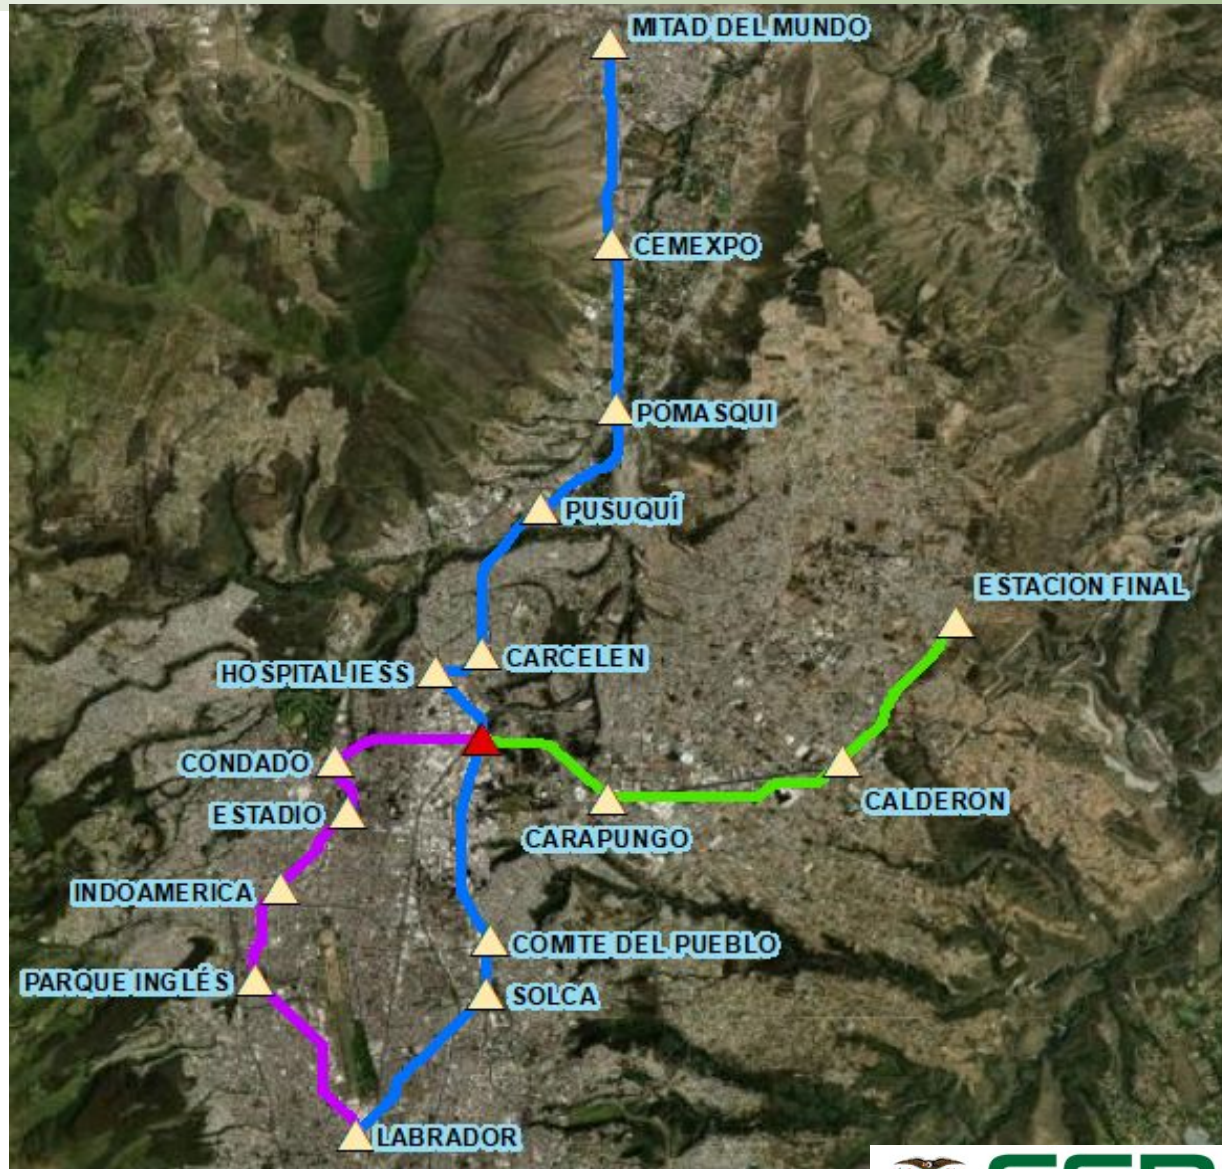 MITAD DEL MUNDO
CEMEXPO
POMASQUI
PUSUQUÍ
ESTACION FINAL
CARCELEN
HOSPITAL IESS
CONDADO
CALDERON
ESTADIO
CARAPUNGO
INDOAMERICA
COMITE DEL PUEBLO
PARQUE INGLÉS
SOLCA
LABRADOR